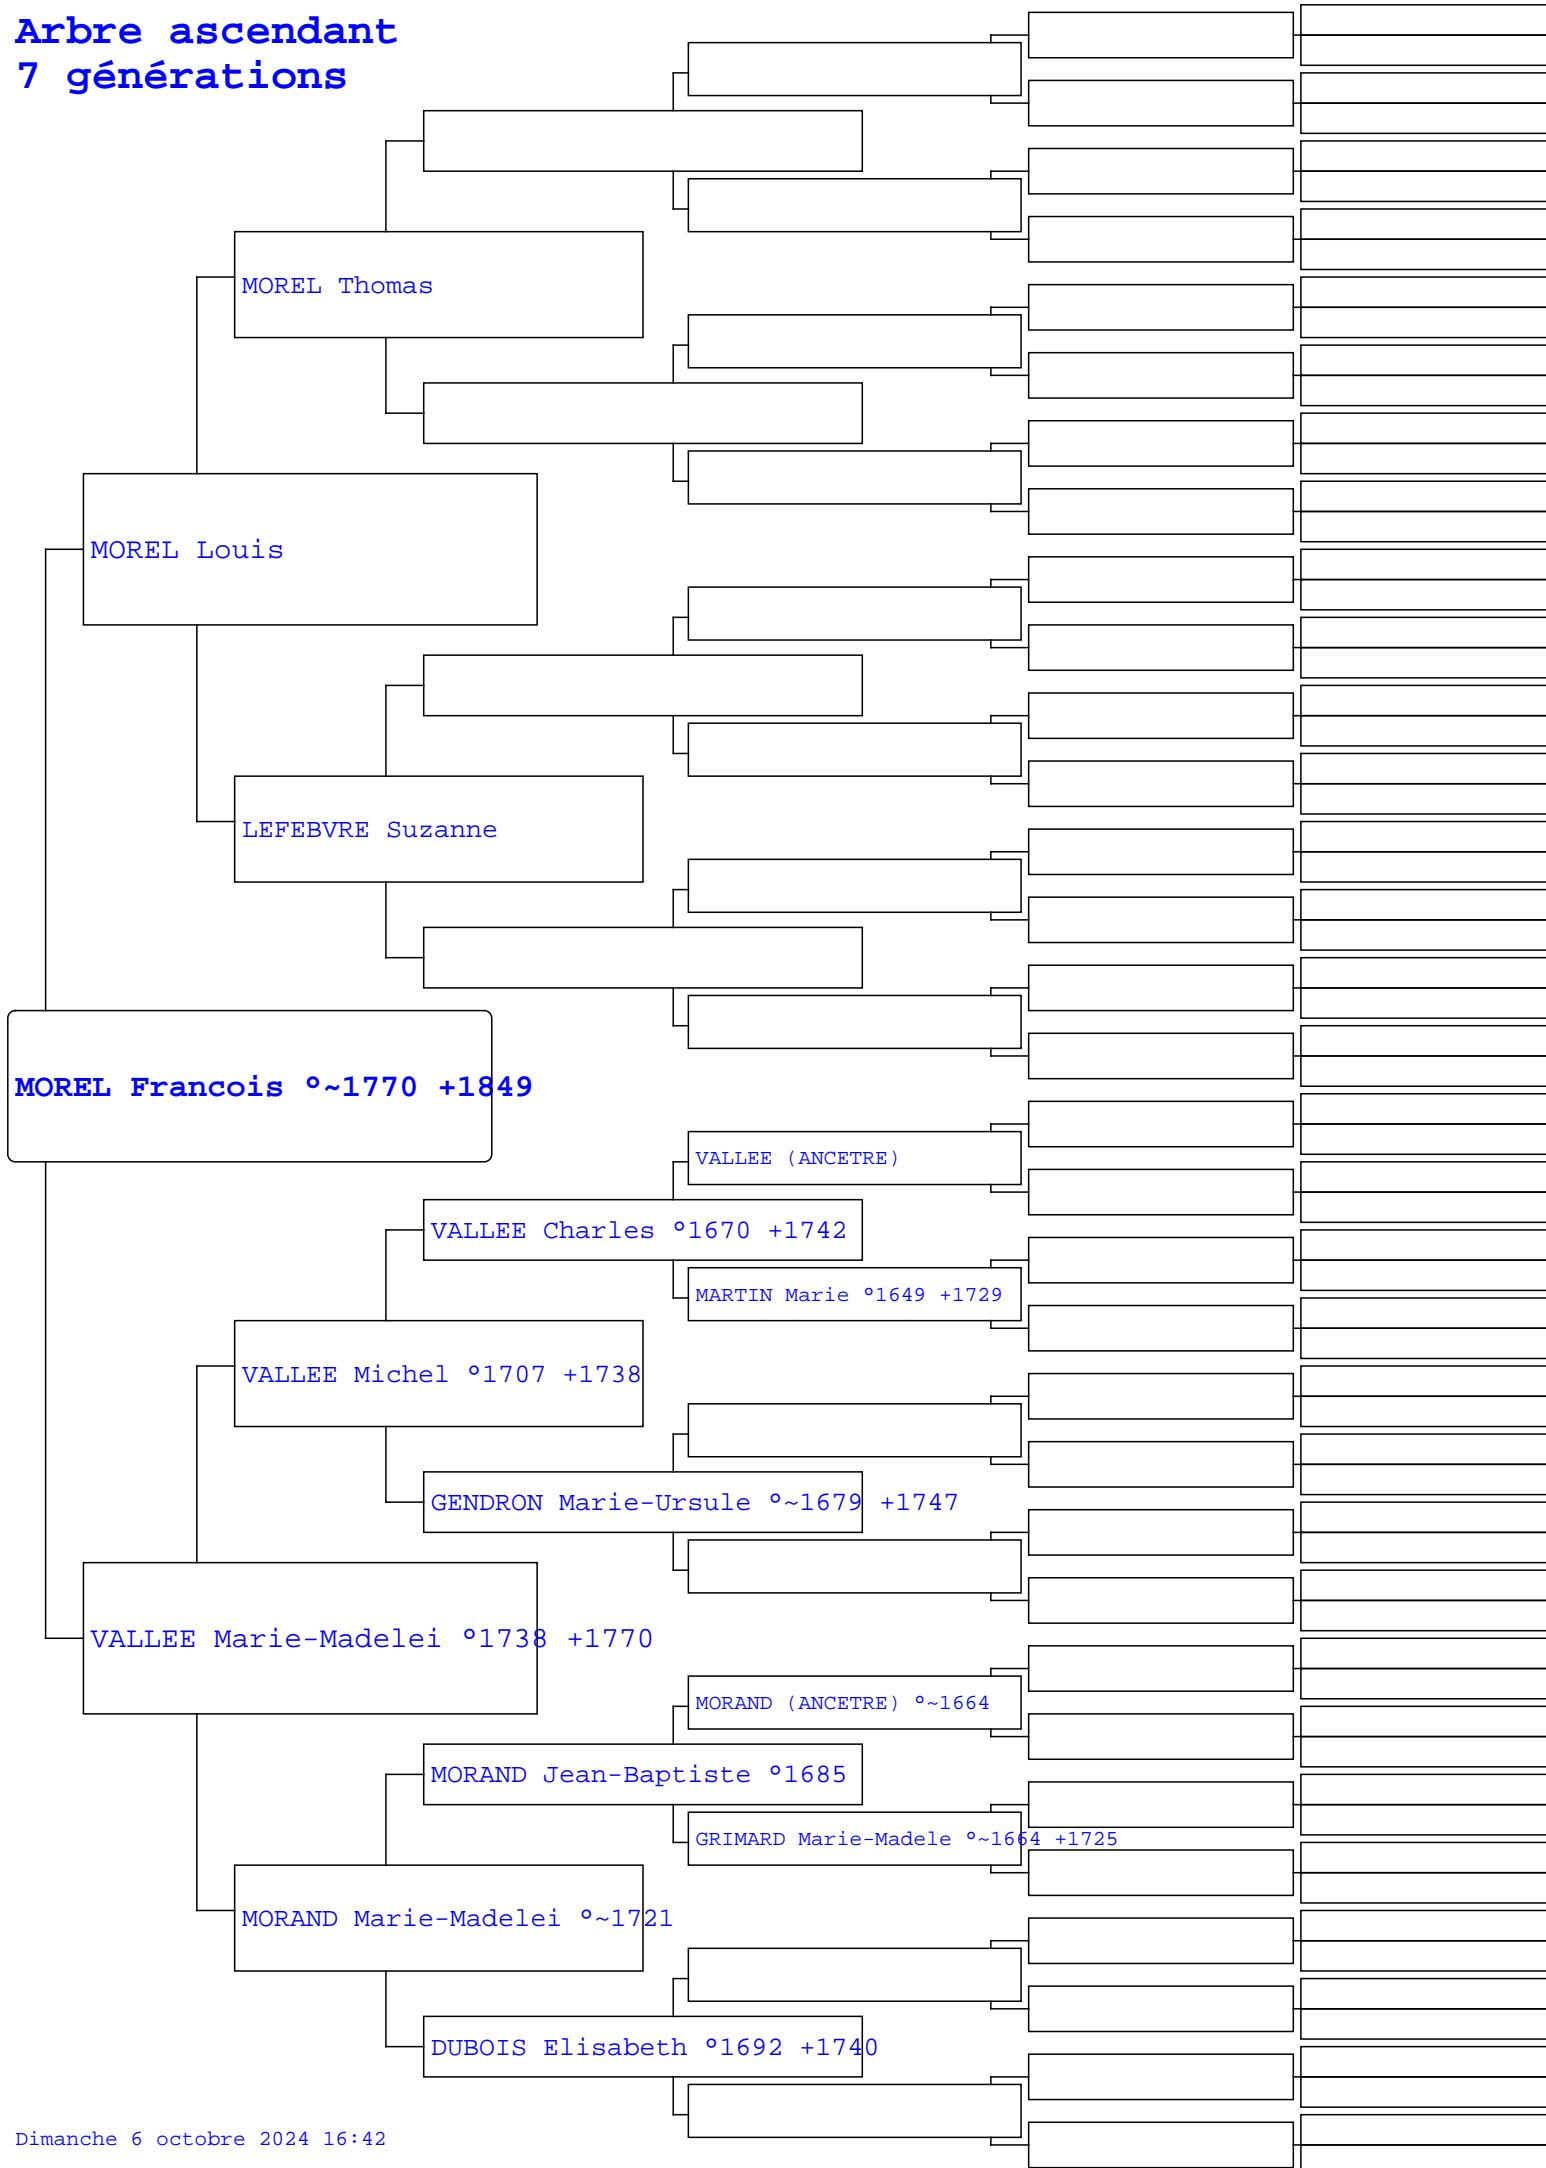 Arbre ascendant
7 générations
MOREL Thomas
MOREL Louis
LEFEBVRE Suzanne
MOREL Francois °~1770 +1849
VALLEE (ANCETRE)
VALLEE Charles °1670 +1742
MARTIN Marie °1649 +1729
VALLEE Michel °1707 +1738
GENDRON Marie-Ursule °~1679 +1747
VALLEE Marie-Madelei °1738 +1770
MORAND (ANCETRE) °~1664
MORAND Jean-Baptiste °1685
GRIMARD Marie-Madele °~1664 +1725
MORAND Marie-Madelei °~1721
DUBOIS Elisabeth °1692 +1740
Dimanche 6 octobre 2024 16:42